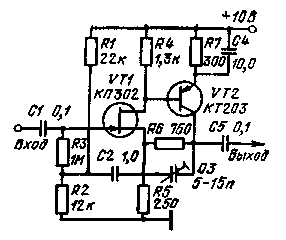 +10В
R1
22к
R4
1,3к
R7
300
C4
10,0
VT1
КП302
VT2
КТ203
C1 0,1
Вход
R3
1М
C2 1,0
R6 160
C5 0,1
Выход
C3
5-15п
R2
12к
R5
250